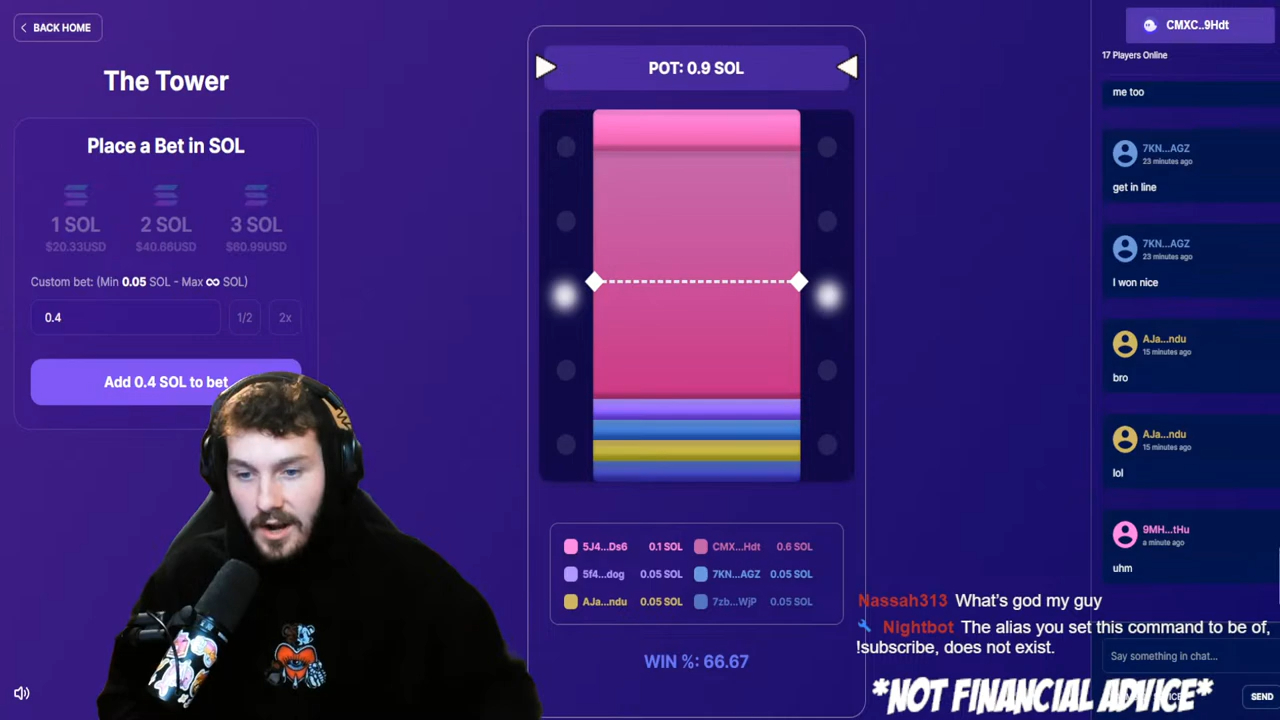 BACK HOME
The Tower
Place a Bet in SOL
1 SOL
2 SOL
3 SOL
$20.33USD
$40.66USD
$60.99USD
Custom bet: (Min 0.05 SOL - Max ∞ SOL)
0.4
1/2
2x
Add 0.4 SOL to bet
POT: 0.9 SOL
5J4...Ds6 0.1 SOL
CMX...Hdt 0.6 SOL
5f4...dog 0.05 SOL
7KN...AGZ 0.05 SOL
AJa...ndu 0.05 SOL
7zb...WjP 0.05 SOL
WIN %: 66.67
CMXC..9Hdt
17 Players Online
me too
7KN...AGZ
23 minutes ago
get in line
7KN...AGZ
23 minutes ago
I won nice
AJa...ndu
15 minutes ago
bro
AJa...ndu
15 minutes ago
lol
9MH...tHu
a minute ago
uhm
Nassah313 What's god my guy
Nightbot The alias you set this command to be of,
!subscribe, does not exist.
Say something in chat...
*NOT FINANCIAL ADVICE*
SEND